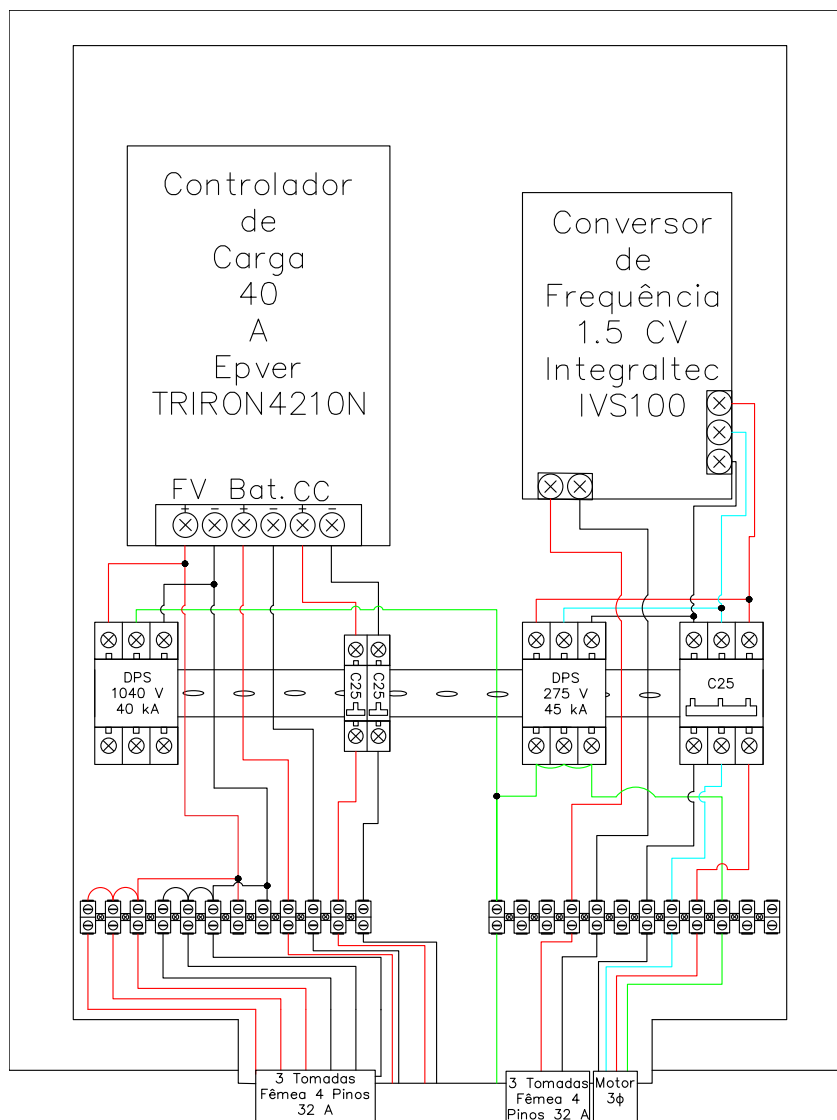 Controlador
de
Carga
40
A
Epver
TRIRON4210N
FV Bat. CC
+ − + − + −
Conversor
de
Frequência
1.5 CV
Integraltec
IVS100
DPS
1040 V
40 kA
C25
C25
DPS
275 V
45 kA
C25
3 Tomadas
Fêmea 4 Pinos
32 A
3 Tomadas
Fêmea 4
Pinos 32 A
Motor
3ϕ